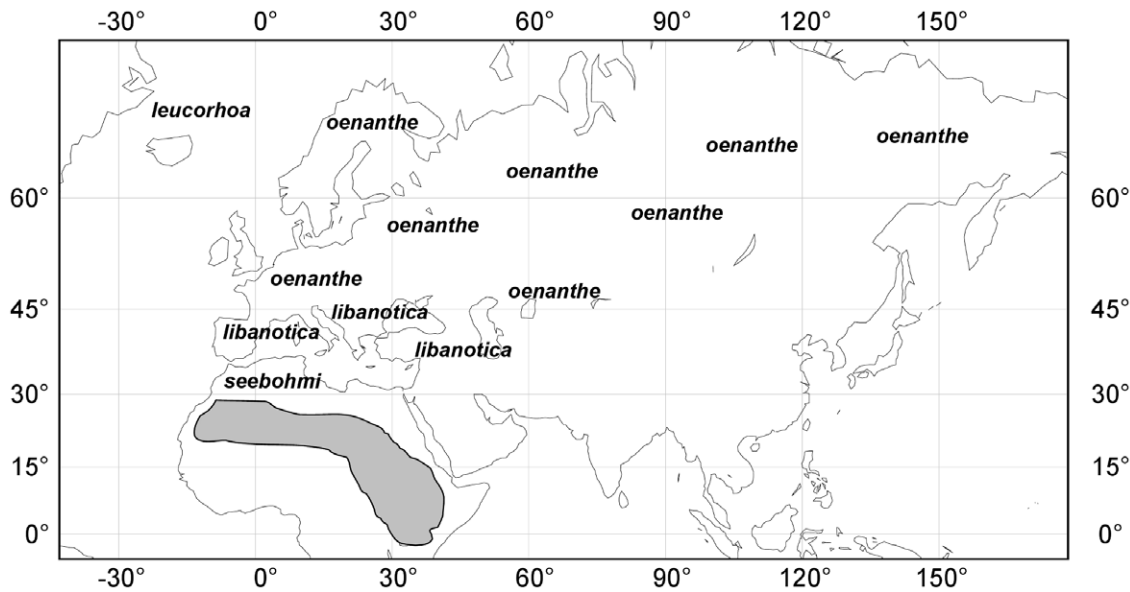 -30° 0° 30° 60° 90° 120° 150°
leucorhoa
oenanthe
oenanthe
oenanthe
oenanthe
60° 60°
oenanthe
oenanthe
oenanthe
oenanthe
45° 45°
libanotica
libanotica
libanotica
seebohmi
30° 30°
15° 15°
0° 0°
-30° 0° 30° 60° 90° 120° 150°